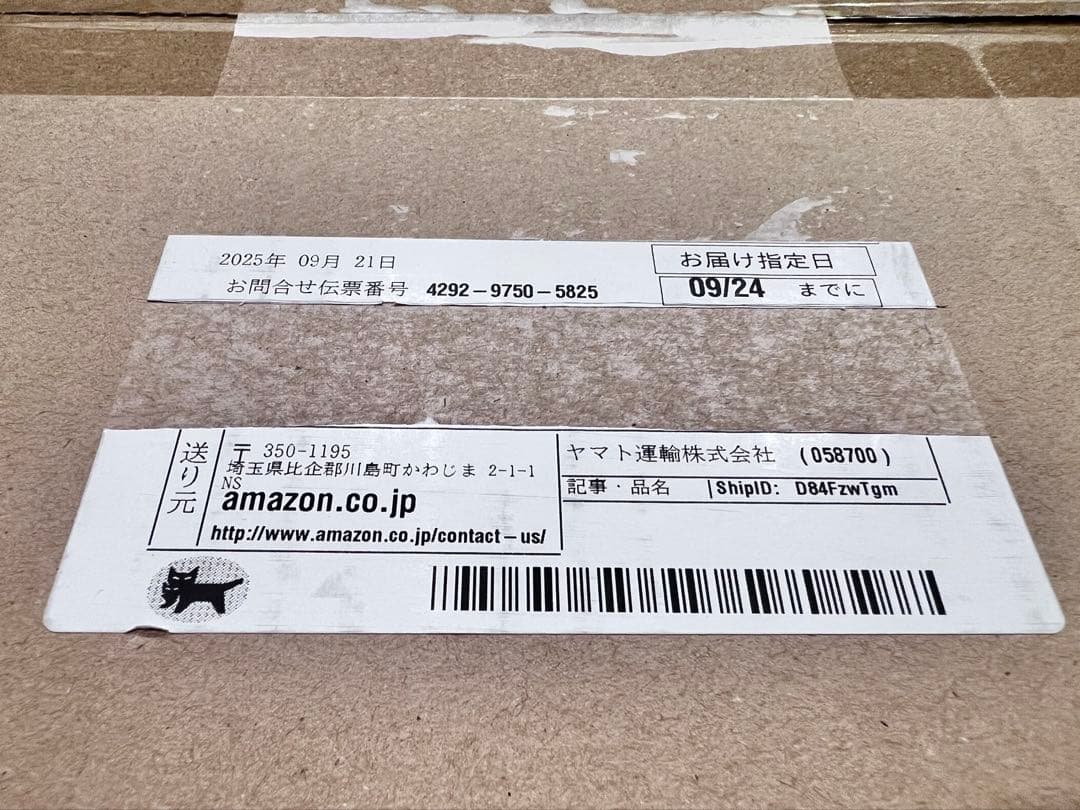 2025年 09月 21日
お問合せ伝票番号 4292-9750-5825
お届け指定日
09/24 までに
送り元
〒 350-1195
埼玉県比企郡川島町かわじま 2-1-1
NS
amazon.co.jp
http://www.amazon.co.jp/contact-us/
ヤマト運輸株式会社 (058700)
記事・品名 ShipID: D84FzwTgm